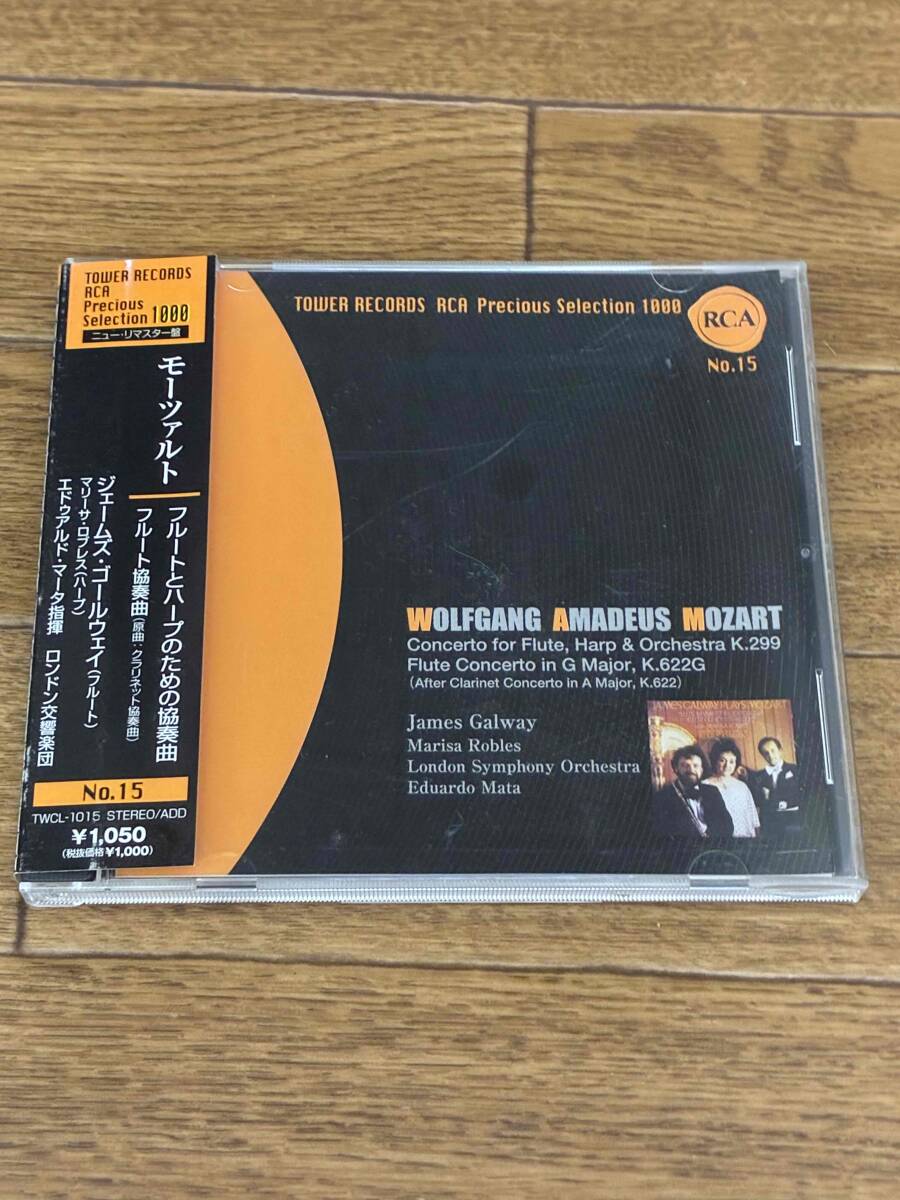 TOWER RECORDS
RCA
Precious
Selection 1000
ニュー・リマスター盤
モーツァルト
フルートとハープのための協奏曲
フルート協奏曲(原曲:クラリネット協奏曲)
ジェームズ・ゴールウェイ(フルート)
マリーサ・ロブレス(ハープ)
エドゥアルド・マータ指揮 ロンドン交響楽団
No.15
TWCL-1015 STEREO/ADD
¥1,050
(税抜価格¥1,000)
TOWER RECORDS RCA Precious Selection 1000
RCA
No.15
WOLFGANG AMADEUS MOZART
Concerto for Flute, Harp & Orchestra K.299
Flute Concerto in G Major, K.622G
(After Clarinet Concerto in A Major, K.622)
James Galway
Marisa Robles
London Symphony Orchestra
Eduardo Mata
JAMES GALWAY PLAYS MOZART